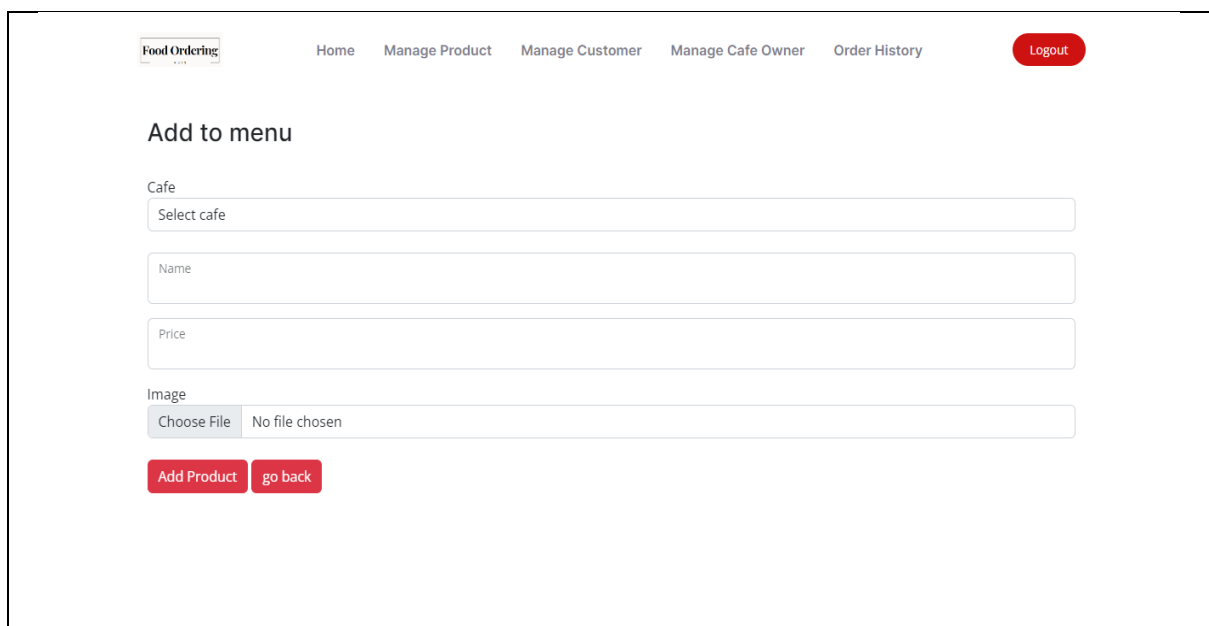 Food Ordering
Home Manage Product Manage Customer Manage Cafe Owner Order History Logout
Add to menu
Cafe
Select cafe
Name
Price
Image
Choose File No file chosen
Add Product go back